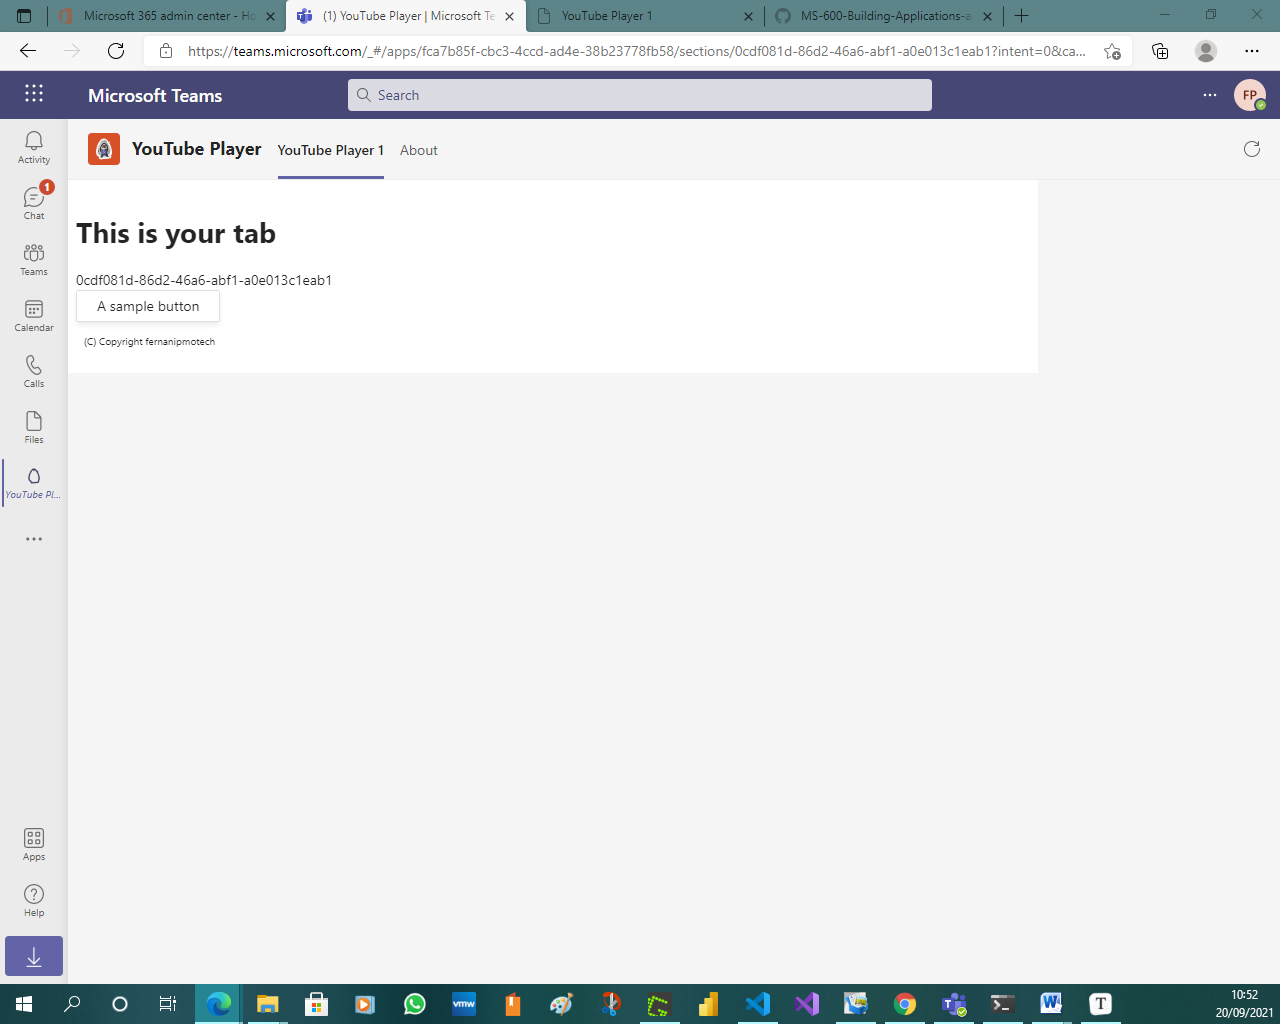 Microsoft 365 admin center - Ho
(1) YouTube Player | Microsoft Te
YouTube Player 1
MS-600-Building-Applications-a
https://teams.microsoft.com/_#/apps/fca7b85f-cbc3-4ccd-ad4e-38b23778fb58/sections/0cdf081d-86d2-46a6-abf1-a0e013c1eab1?intent=0&ca...
Microsoft Teams
Search
FP
Activity
1
Chat
Teams
Calendar
Calls
Files
YouTube Pl...
Apps
Help
YouTube Player
YouTube Player 1
About
This is your tab
0cdf081d-86d2-46a6-abf1-a0e013c1eab1
A sample button
(C) Copyright fernanipmotech
vmw
W
T
10:52
20/09/2021